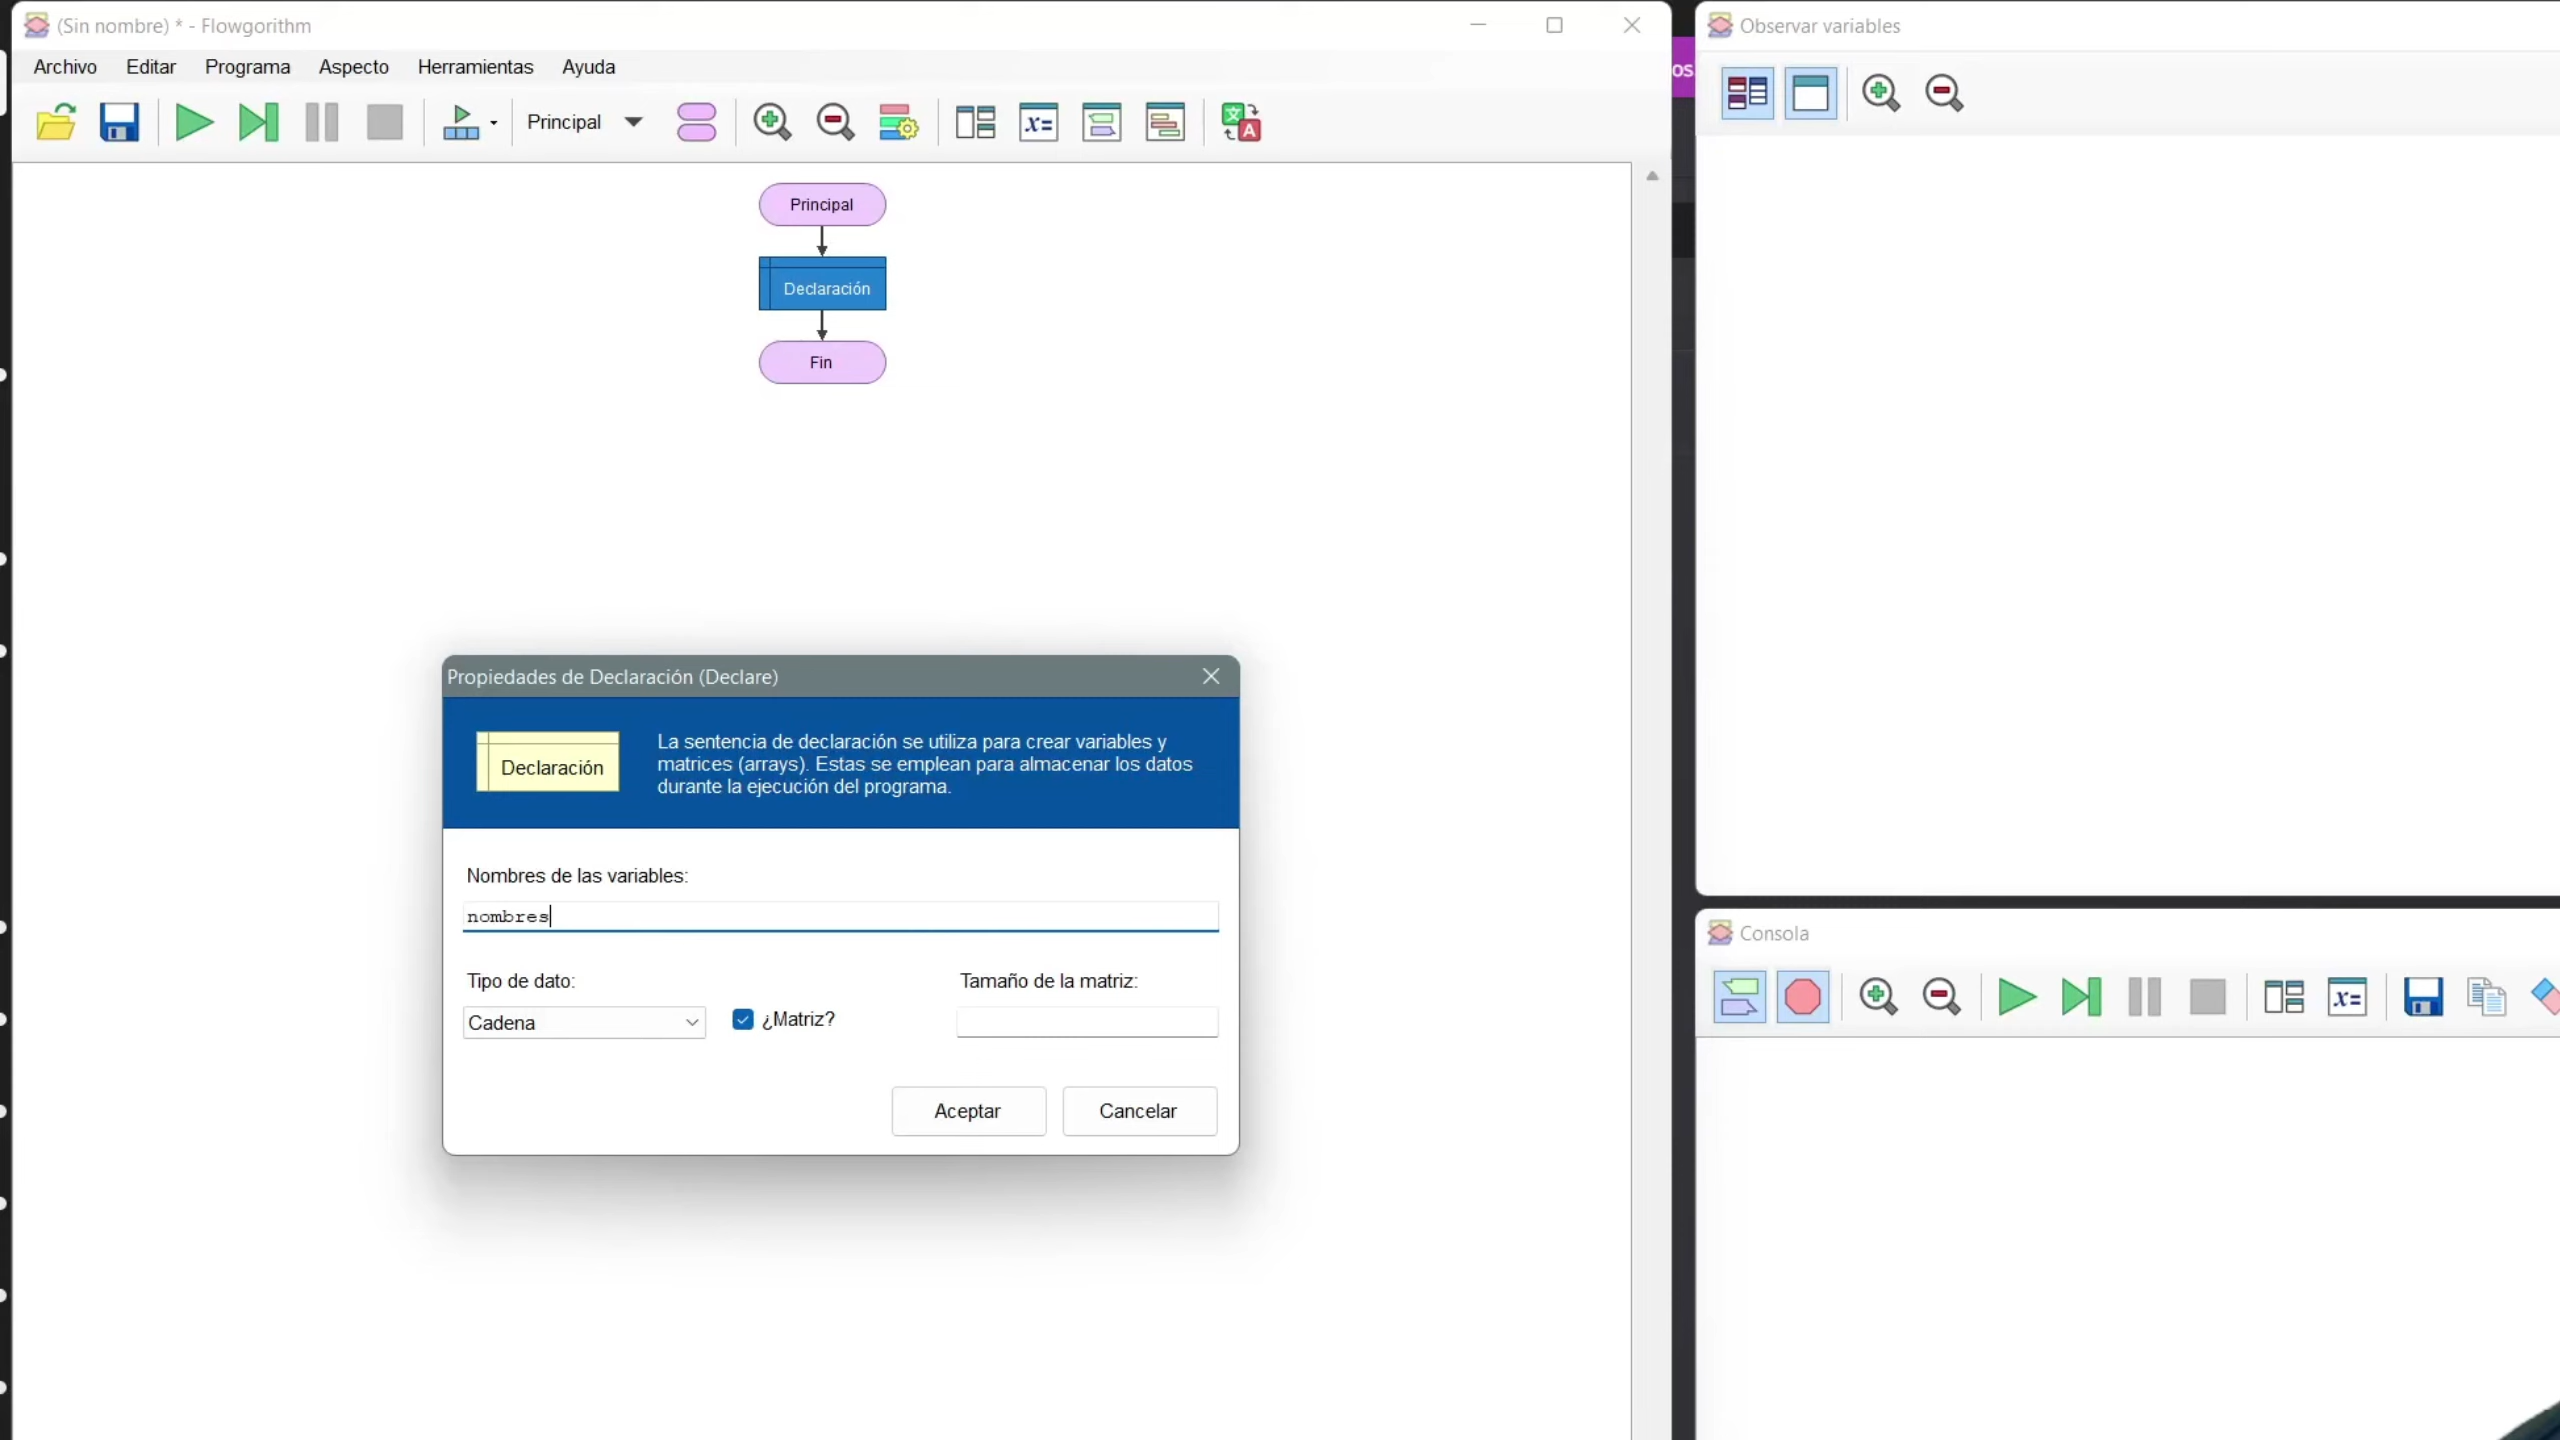 (Sin nombre) * - Flowgorithm
Archivo Editar Programa Aspecto Herramientas Ayuda
Principal
x=
A
Principal
Declaración
Fin
Propiedades de Declaración (Declare)
Declaración
La sentencia de declaración se utiliza para crear variables y
matrices (arrays). Estas se emplean para almacenar los datos
durante la ejecución del programa.
Nombres de las variables:
nombres
Tipo de dato:
Tamaño de la matriz:
Cadena
¿Matriz?
Aceptar
Cancelar
os
Observar variables
Consola
x=